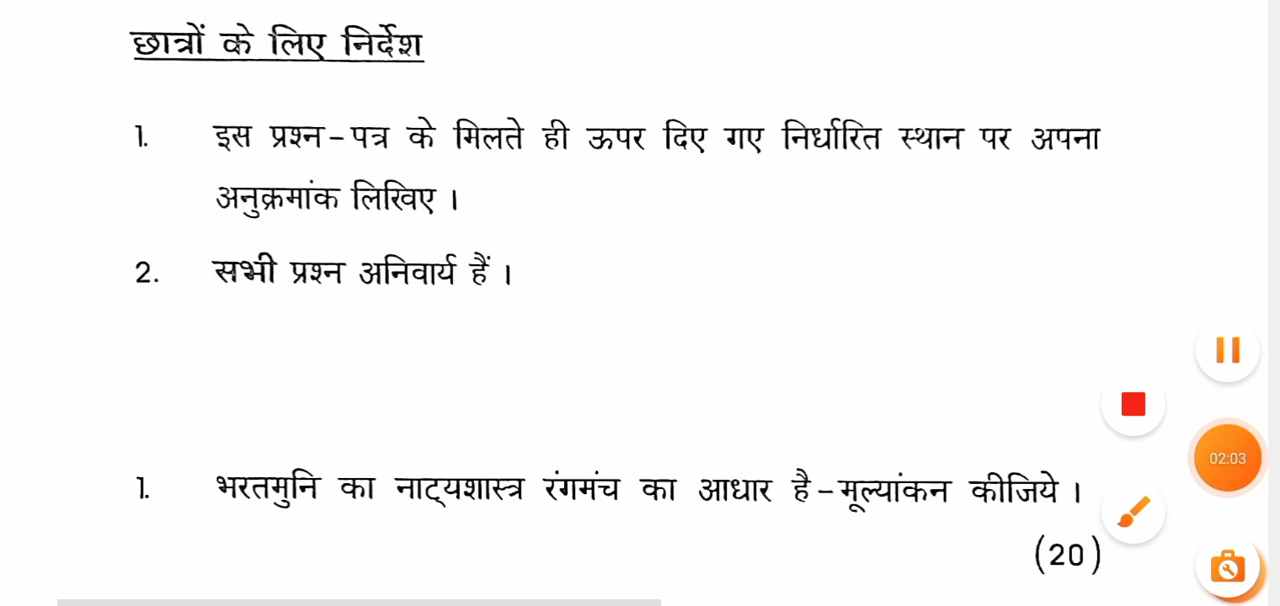 छात्रों के लिए निर्देश
1. इस प्रश्न-पत्र के मिलते ही ऊपर दिए गए निर्धारित स्थान पर अपना
अनुक्रमांक लिखिए ।
2. सभी प्रश्न अनिवार्य हैं ।
02:03
1. भरतमुनि का नाट्यशास्त्र रंगमंच का आधार है - मूल्यांकन कीजिये ।
(20)